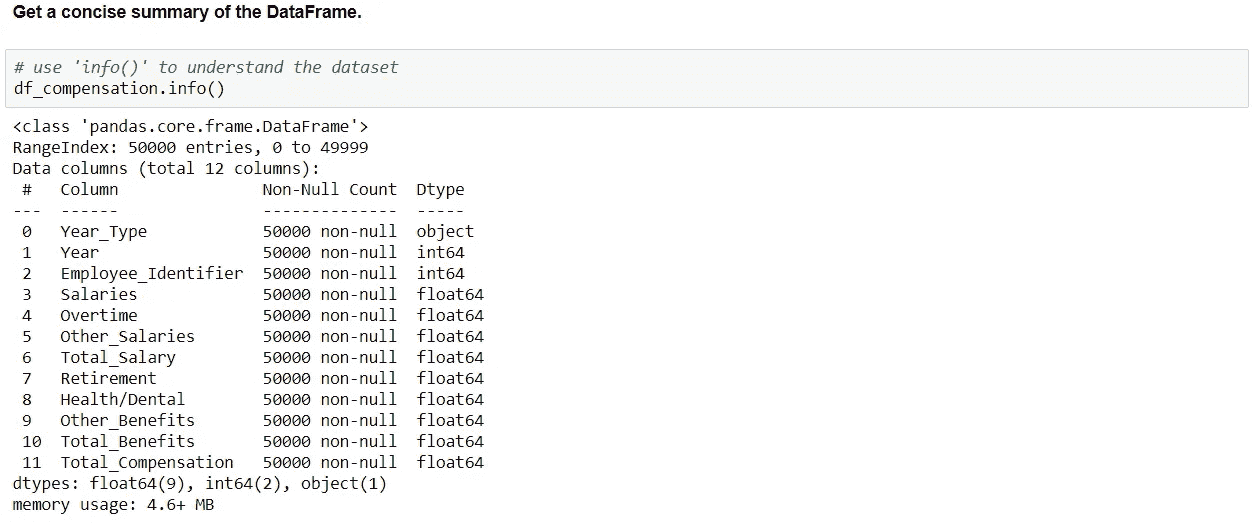 Get a concise summary of the DataFrame.
# use 'info()' to understand the dataset
df_compensation.info()
<class 'pandas.core.frame.DataFrame'>
RangeIndex: 50000 entries, 0 to 49999
Data columns (total 12 columns):
 #   Column               Non-Null Count  Dtype
---  ------               --------------  -----
 0   Year_Type            50000 non-null  object
 1   Year                 50000 non-null  int64
 2   Employee_Identifier  50000 non-null  int64
 3   Salaries             50000 non-null  float64
 4   Overtime             50000 non-null  float64
 5   Other_Salaries       50000 non-null  float64
 6   Total_Salary         50000 non-null  float64
 7   Retirement           50000 non-null  float64
 8   Health/Dental        50000 non-null  float64
 9   Other_Benefits       50000 non-null  float64
 10  Total_Benefits       50000 non-null  float64
 11  Total_Compensation   50000 non-null  float64
dtypes: float64(9), int64(2), object(1)
memory usage: 4.6+ MB